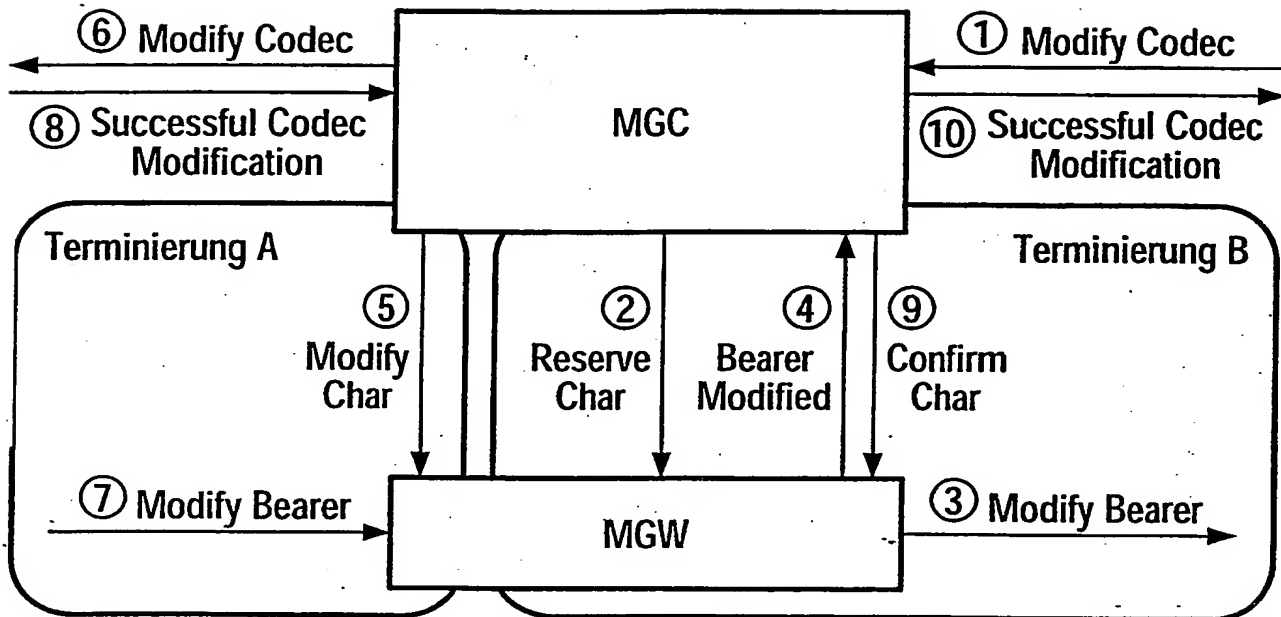 ⑥ Modify Codec
⑧ Successful Codec
Modification
MGC
① Modify Codec
⑩ Successful Codec
Modification
Terminierung A
Terminierung B
⑤
Modify
Char
②
Reserve
Char
④
Bearer
Modified
⑨
Confirm
Char
⑦ Modify Bearer
MGW
③ Modify Bearer